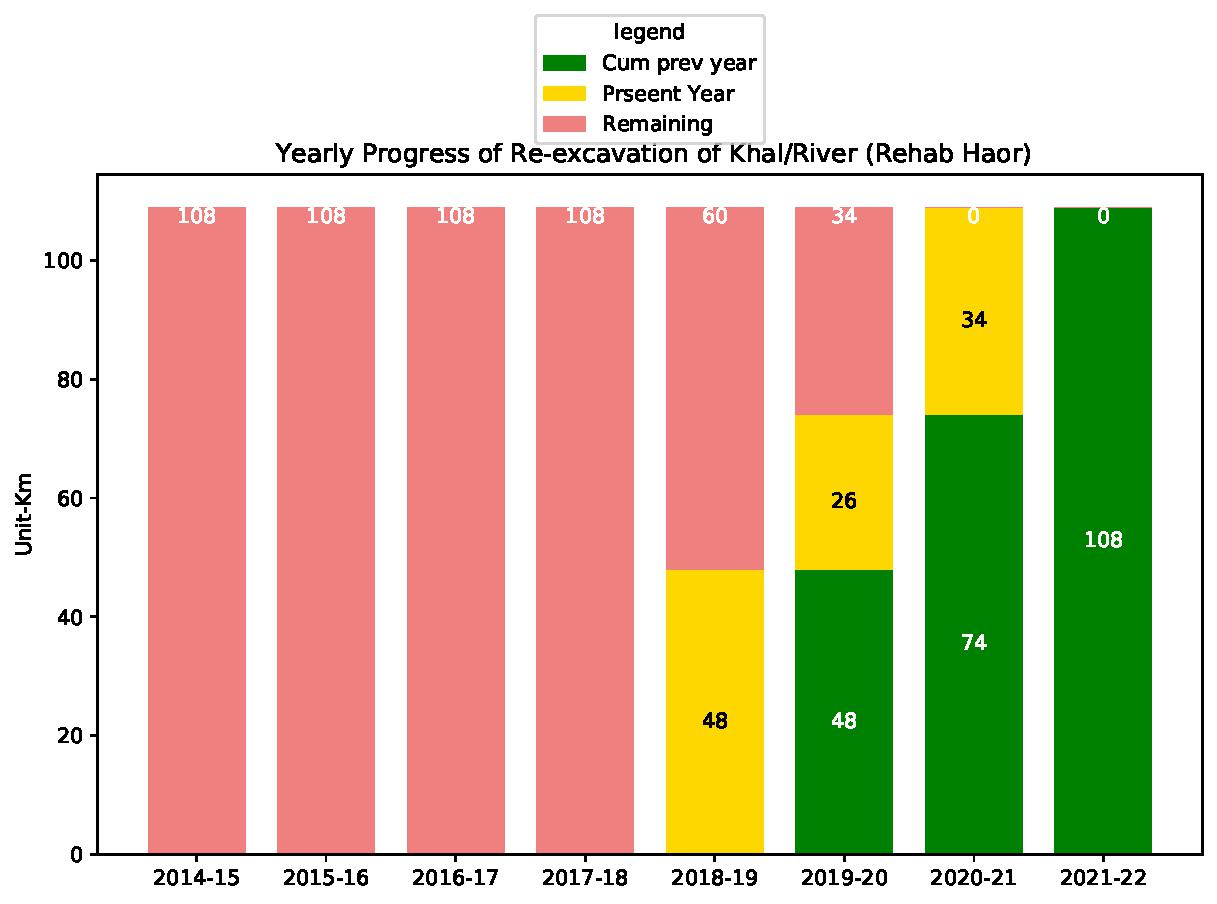 legend
Cum prev year
Prseent Year
Remaining
Yearly Progress of Re-excavation of Khal/River (Rehab Haor)
108 108 108 108 60 34 0 0
100
34
80
26
60
108
Unit-Km
74
40
48 48
20
0
2014-15 2015-16 2016-17 2017-18 2018-19 2019-20 2020-21 2021-22